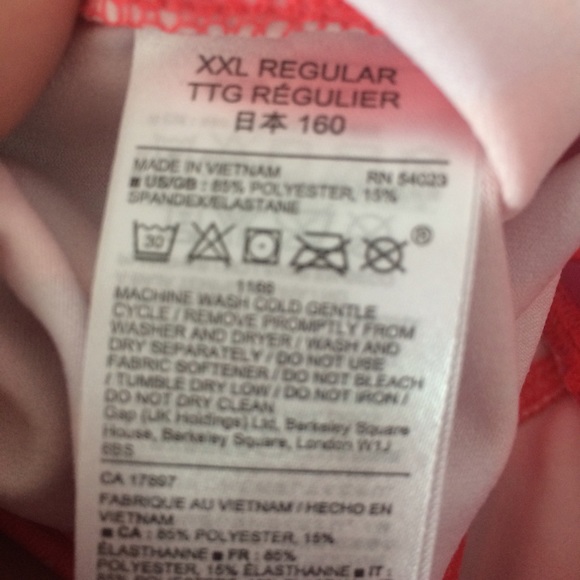 XXL REGULAR
TTG RÉGULIER
日本 160
MADE IN VIETNAM RN 54023
■ US/GB : 85% POLYESTER, 15%
SPANDEX/ELASTANE
30
®
1166
MACHINE WASH COLD GENTLE
CYCLE / REMOVE PROMPTLY FROM
WASHER AND DRYER / WASH AND
DRY SEPARATELY / DO NOT USE
FABRIC SOFTENER / DO NOT BLEACH
/ TUMBLE DRY LOW / DO NOT IRON /
DO NOT DRY CLEAN
Gap (UK Holdings) Ltd, Berkeley Square
House, Berkeley Square, London W1J
6BS
CA 17897
FABRIQUE AU VIETNAM / HECHO EN
VIETNAM
■ CA : 85% POLYESTER, 15%
ÉLASTHANNE ■ FR : 85%
POLYESTER, 15% ÉLASTHANNE ■ IT :